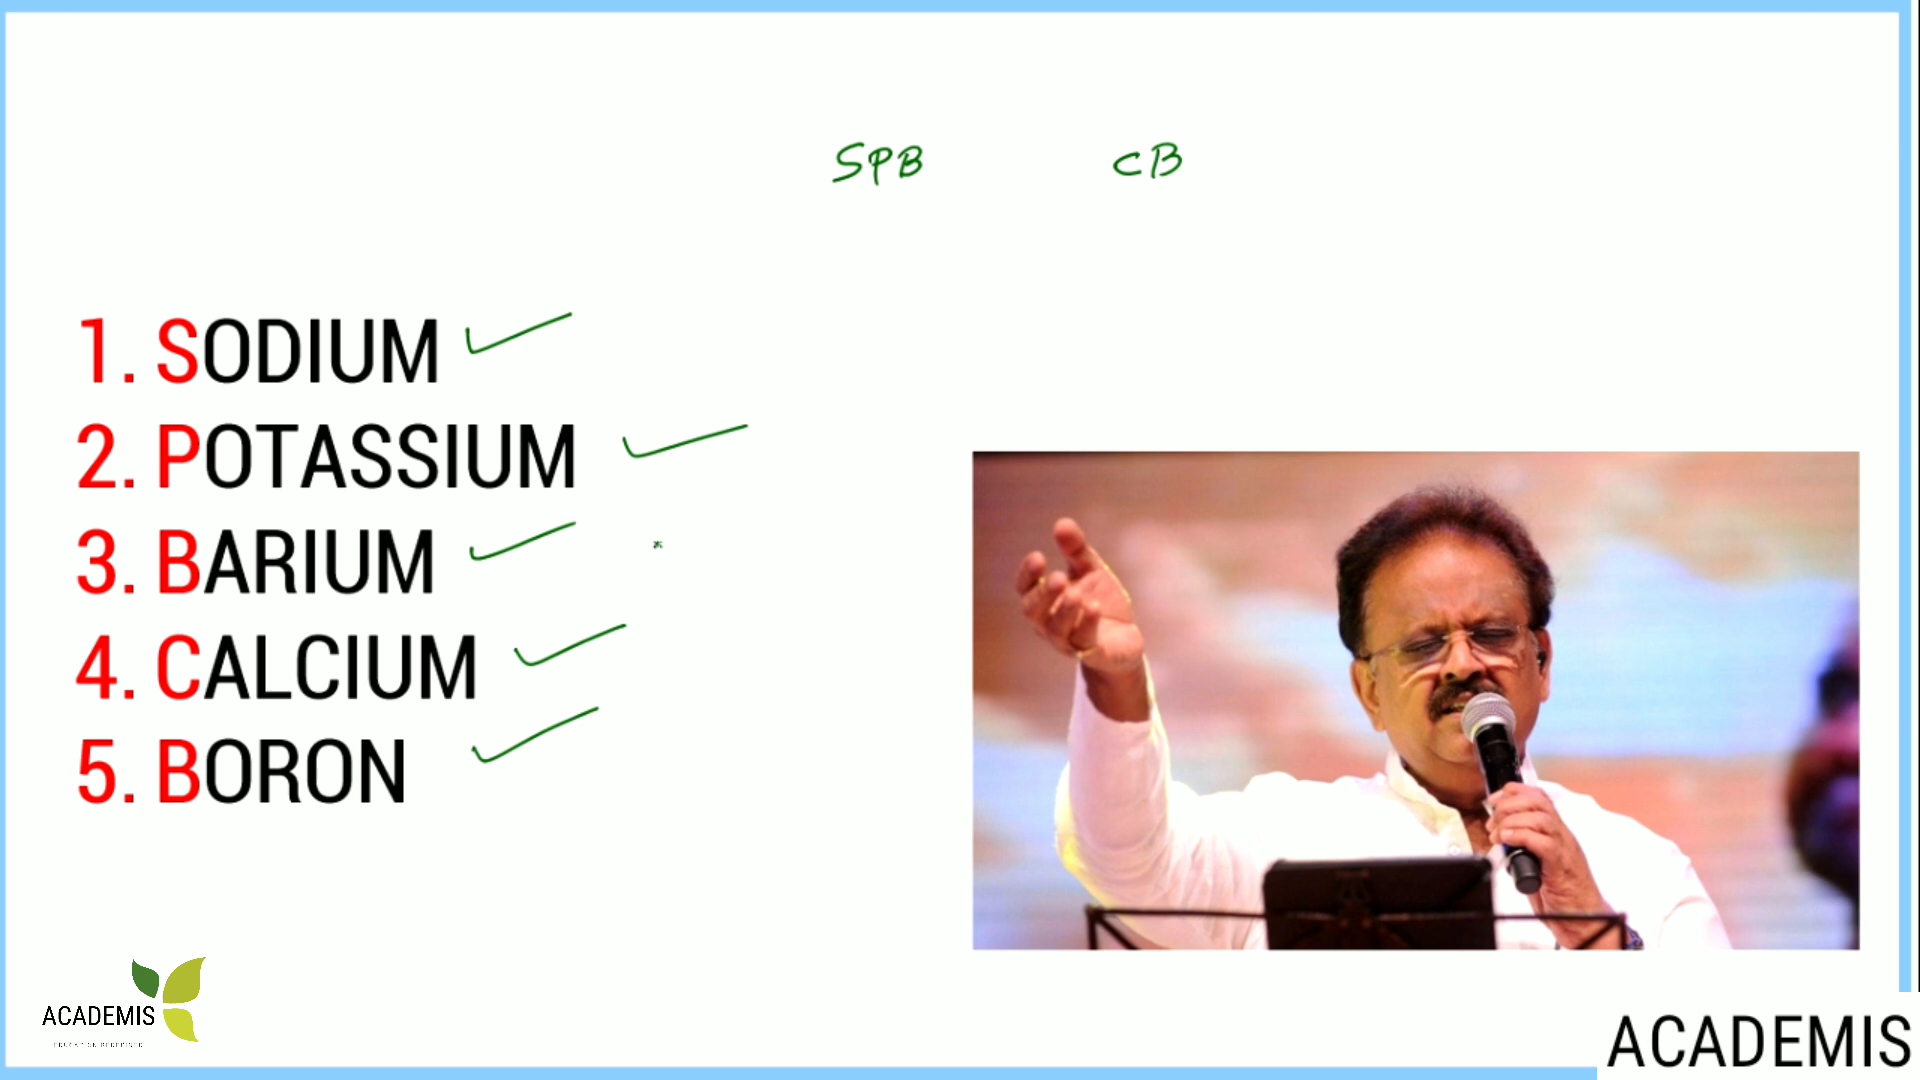 SPB CB
1. SODIUM
2. POTASSIUM
3. BARIUM
4. CALCIUM
5. BORON
ACADEMIS
ACADEMIS